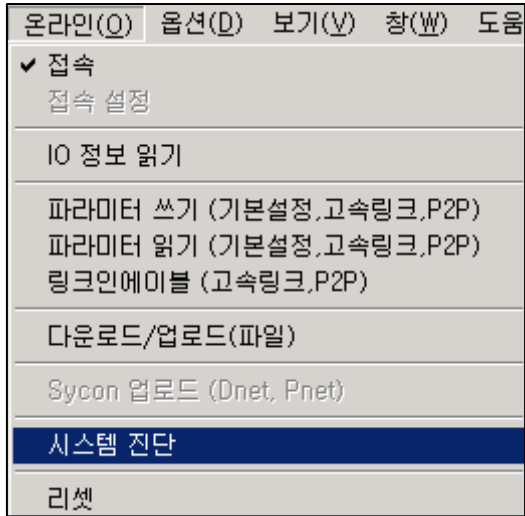 온라인(O) 옵션(D) 보기(V) 창(W) 도움
접속
접속 설정
IO 정보 읽기
파라미터 쓰기 (기본설정,고속링크,P2P)
파라미터 읽기 (기본설정,고속링크,P2P)
링크인에이블 (고속링크,P2P)
다운로드/업로드(파일)
Sycon 업로드 (Dnet, Pnet)
시스템 진단
리셋